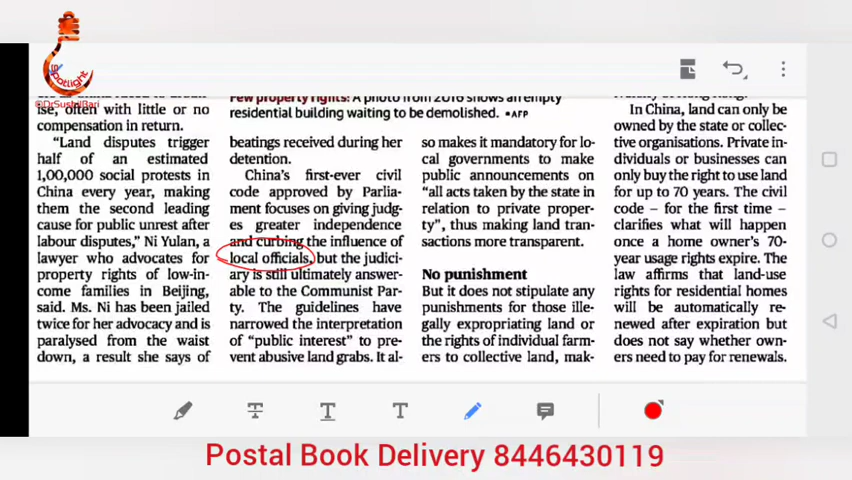 Spotlight
©DrSushilBari
ise, often with little or no
compensation in return.
“Land disputes trigger
half of an estimated
1,00,000 social protests in
China every year, making
them the second leading
cause for public unrest after
labour disputes,” Ni Yulan, a
lawyer who advocates for
property rights of low-in-
come families in Beijing,
said. Ms. Ni has been jailed
twice for her advocacy and is
paralysed from the waist
down, a result she says of
Few property rights: A photo from 2016 shows an empty
residential building waiting to be demolished. •AFP
beatings received during her
detention.
China’s first-ever civil
code approved by Parlia-
ment focuses on giving judg-
es greater independence
and curbing the influence of
local officials, but the judici-
ary is still ultimately answer-
able to the Communist Par-
ty. The guidelines have
narrowed the interpretation
of “public interest” to pre-
vent abusive land grabs. It al-
so makes it mandatory for lo-
cal governments to make
public announcements on
“all acts taken by the state in
relation to private proper-
ty”, thus making land tran-
sactions more transparent.
No punishment
But it does not stipulate any
punishments for those ille-
gally expropriating land or
the rights of individual farm-
ers to collective land, mak-
In China, land can only be
owned by the state or collec-
tive organisations. Private in-
dividuals or businesses can
only buy the right to use land
for up to 70 years. The civil
code – for the first time –
clarifies what will happen
once a home owner’s 70-
year usage rights expire. The
law affirms that land-use
rights for residential homes
will be automatically re-
newed after expiration but
does not say whether own-
ers need to pay for renewals.
T
T
T
Postal Book Delivery 8446430119